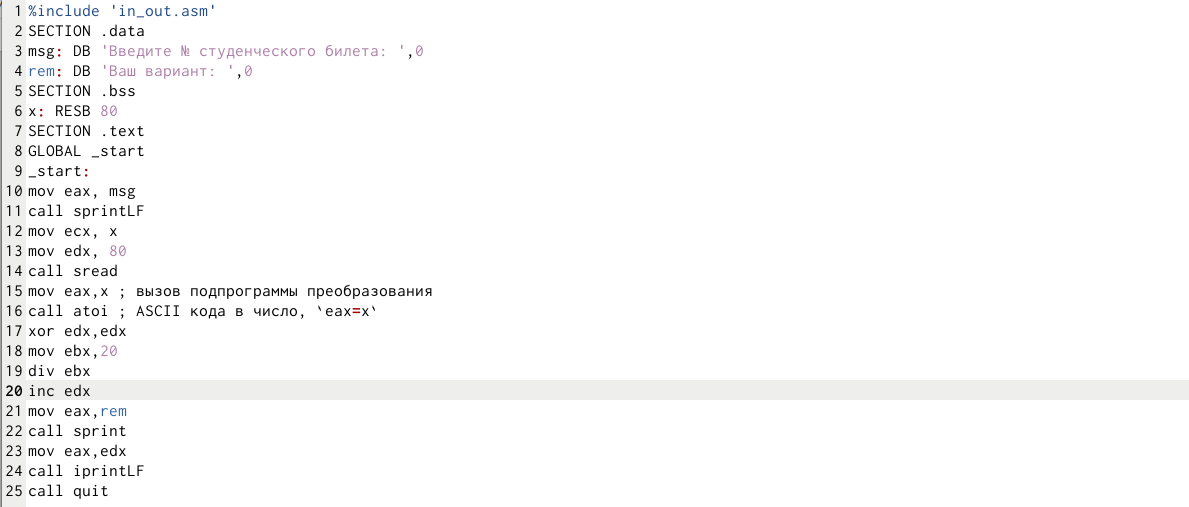 1 %include 'in_out.asm'
2 SECTION .data
3 msg: DB 'Введите № студенческого билета: ',0
4 rem: DB 'Ваш вариант: ',0
5 SECTION .bss
6 x: RESB 80
7 SECTION .text
8 GLOBAL _start
9 _start:
10 mov eax, msg
11 call sprintLF
12 mov ecx, x
13 mov edx, 80
14 call sread
15 mov eax,x ; вызов подпрограммы преобразования
16 call atoi ; ASCII кода в число, `eax=x`
17 xor edx,edx
18 mov ebx,20
19 div ebx
20 inc edx
21 mov eax,rem
22 call sprint
23 mov eax,edx
24 call iprintLF
25 call quit